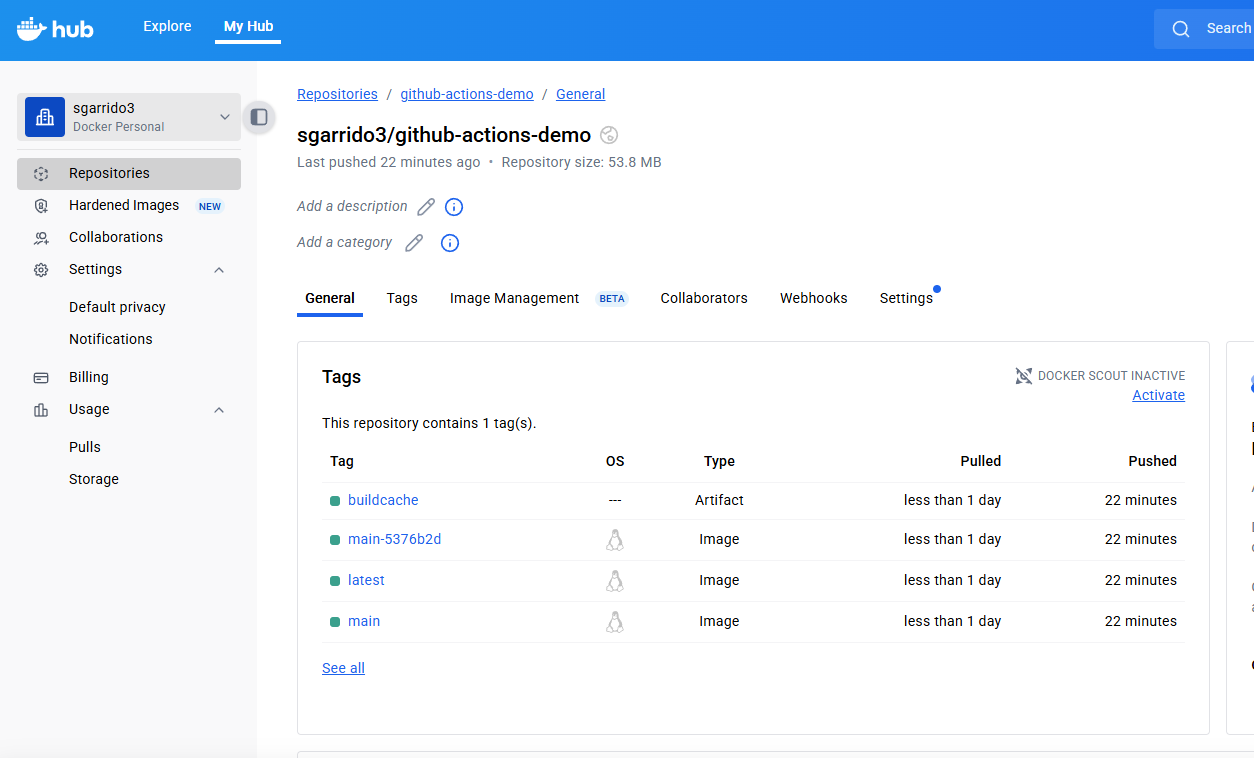 hub
Explore
My Hub
Search
sgarrido3
Docker Personal
Repositories
Hardened Images NEW
Collaborations
Settings
Default privacy
Notifications
Billing
Usage
Pulls
Storage
Repositories / github-actions-demo / General
sgarrido3/github-actions-demo
Last pushed 22 minutes ago • Repository size: 53.8 MB
Add a description
Add a category
General Tags Image Management BETA Collaborators Webhooks Settings
Tags
DOCKER SCOUT INACTIVE
Activate
This repository contains 1 tag(s).
Tag OS Type Pulled Pushed
buildcache --- Artifact less than 1 day 22 minutes
main-5376b2d Image less than 1 day 22 minutes
latest Image less than 1 day 22 minutes
main Image less than 1 day 22 minutes
See all